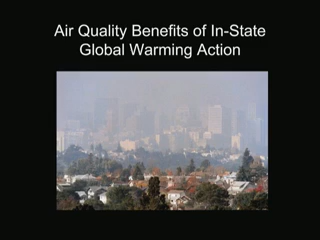 Air Quality Benefits of In-State
Global Warming Action